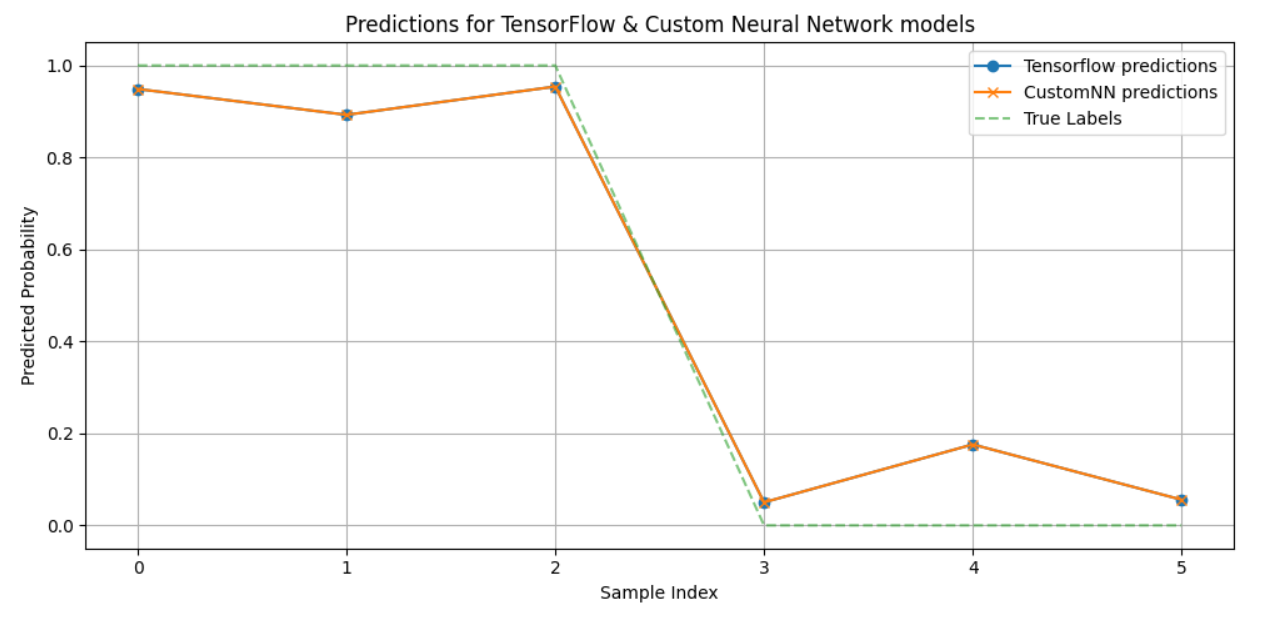 Predictions for TensorFlow & Custom Neural Network models
Tensorflow predictions
CustomNN predictions
True Labels
Predicted Probability
1.0
0.8
0.6
0.4
0.2
0.0
0 1 2 3 4 5
Sample Index